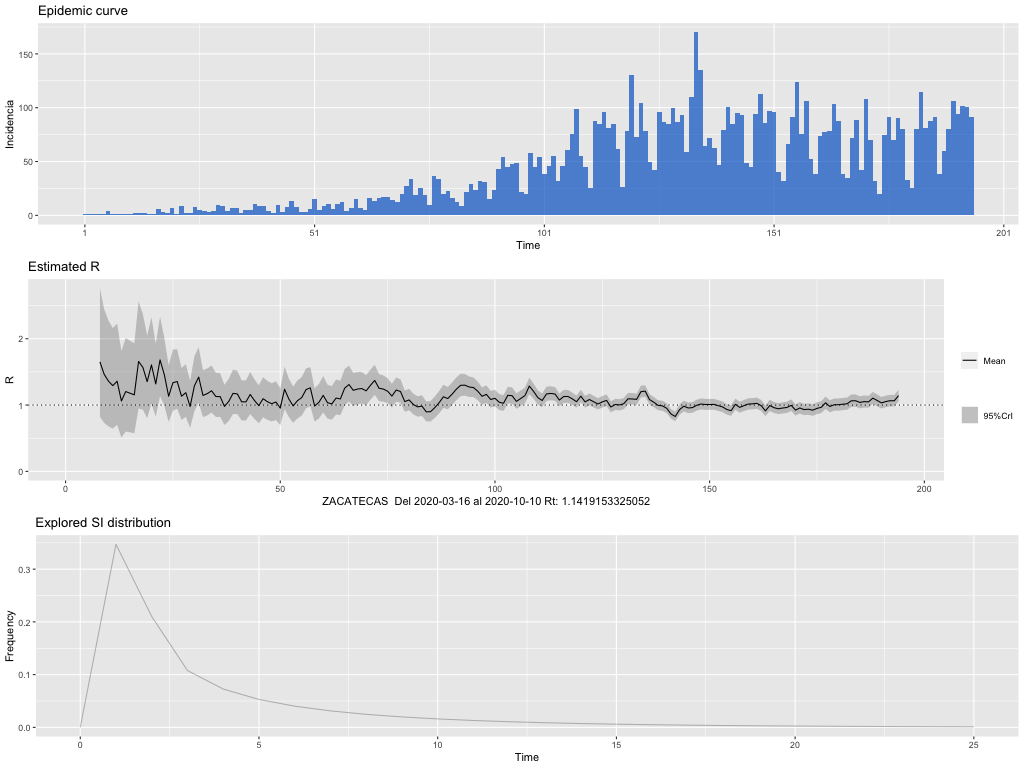 Epidemic curve
Incidencia
150
100
50
0
1
51
101
151
201
Time
Estimated R
R
2
1
0
0
50
100
150
200
Mean
95%CrI
ZACATECAS Del 2020-03-16 al 2020-10-10 Rt: 1.1419153325052
Explored SI distribution
Frequency
0.3
0.2
0.1
0.0
0
5
10
15
20
25
Time